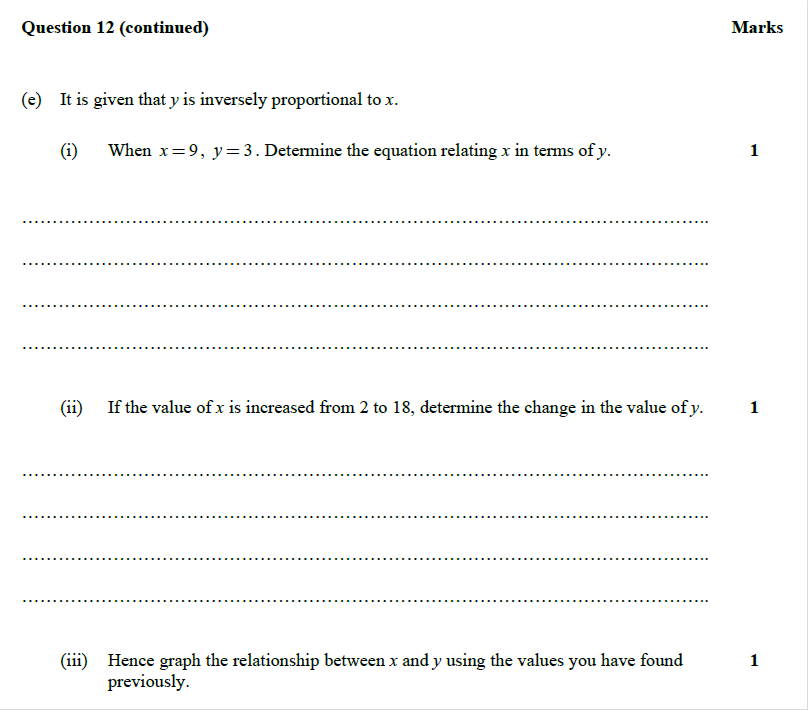 Question 12 (continued) Marks
(e) It is given that y is inversely proportional to x.
(i) When x = 9, y = 3. Determine the equation relating x in terms of y. 1
(ii) If the value of x is increased from 2 to 18, determine the change in the value of y. 1
(iii) Hence graph the relationship between x and y using the values you have found 1
previously.